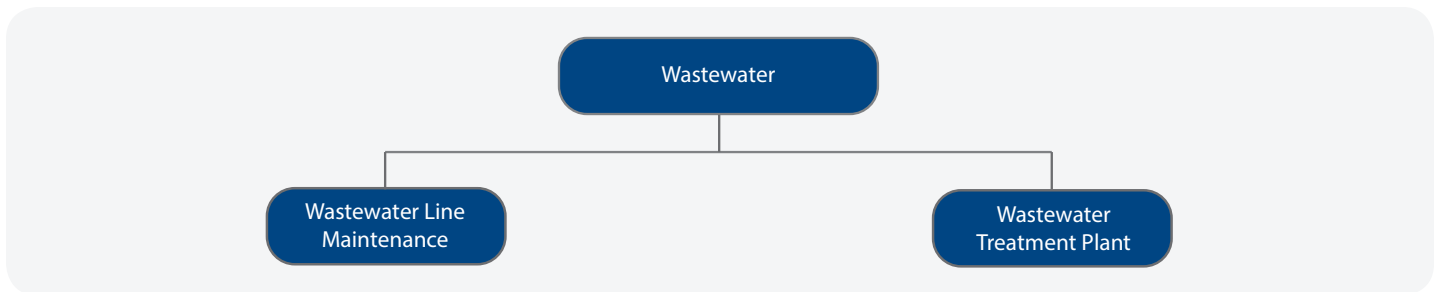 Wastewater
Wastewater Line
Maintenance
Wastewater
Treatment Plant